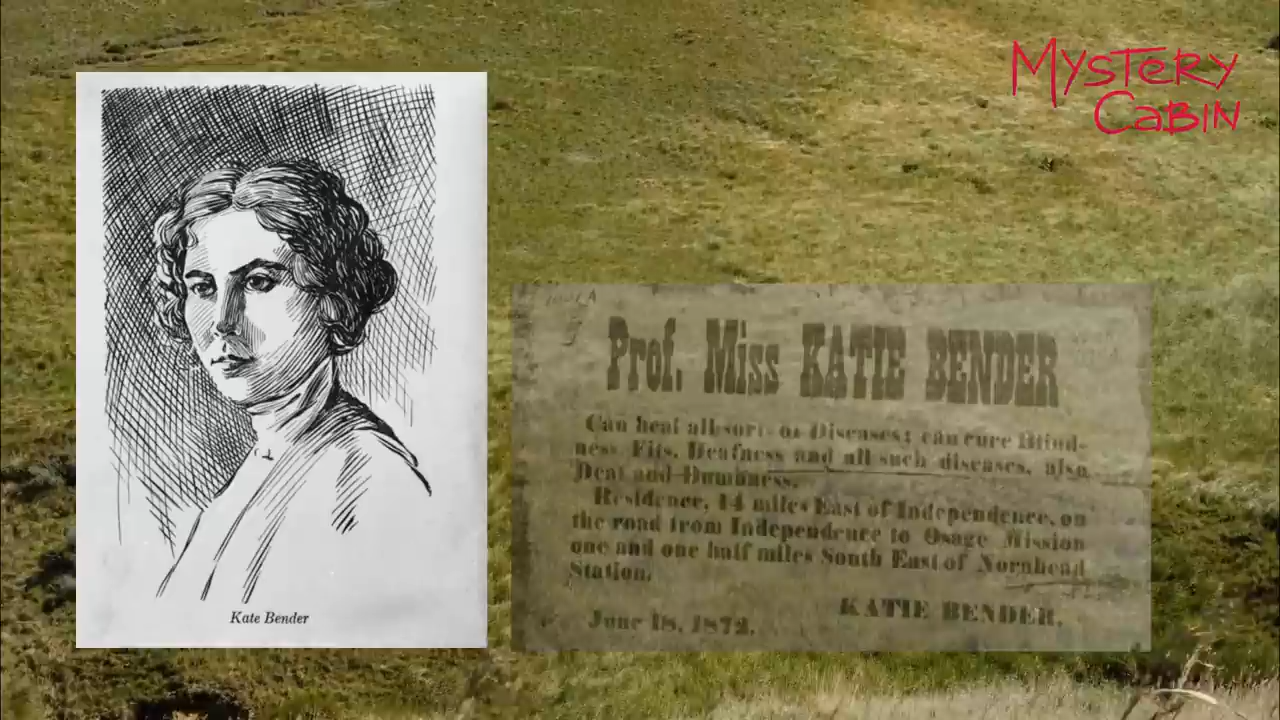 MYSTERY
CABIN
Kate Bender
Prof. Miss KATIE BENDER
Can heal all sorts of Diseases; can cure Blind-
ness, Fits, Deafness and all such diseases, also
Deaf and Dumbness.
Residence, 14 miles East of Independence, on
the road from Independence to Osage Mission
one and one half miles South East of Norahead
Station.
KATIE BENDER.
June 18, 1872.